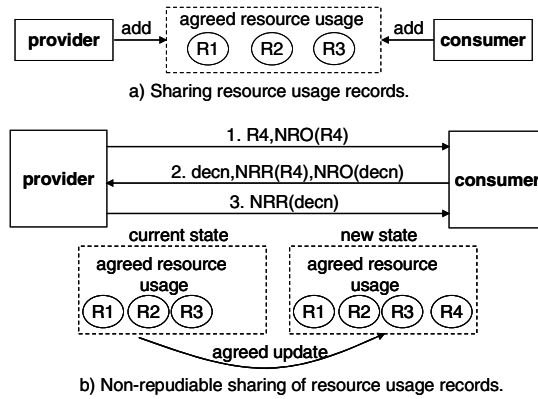 agreed resource usage
provider
add
R1
R2
R3
add
consumer
a) Sharing resource usage records.
1. R4,NRO(R4)
provider
2. decn,NRR(R4),NRO(decn)
consumer
3. NRR(decn)
current state
new state
agreed resource
usage
R1
R2
R3
agreed resource
usage
R1
R2
R3
R4
agreed update
b) Non-repudiable sharing of resource usage records.